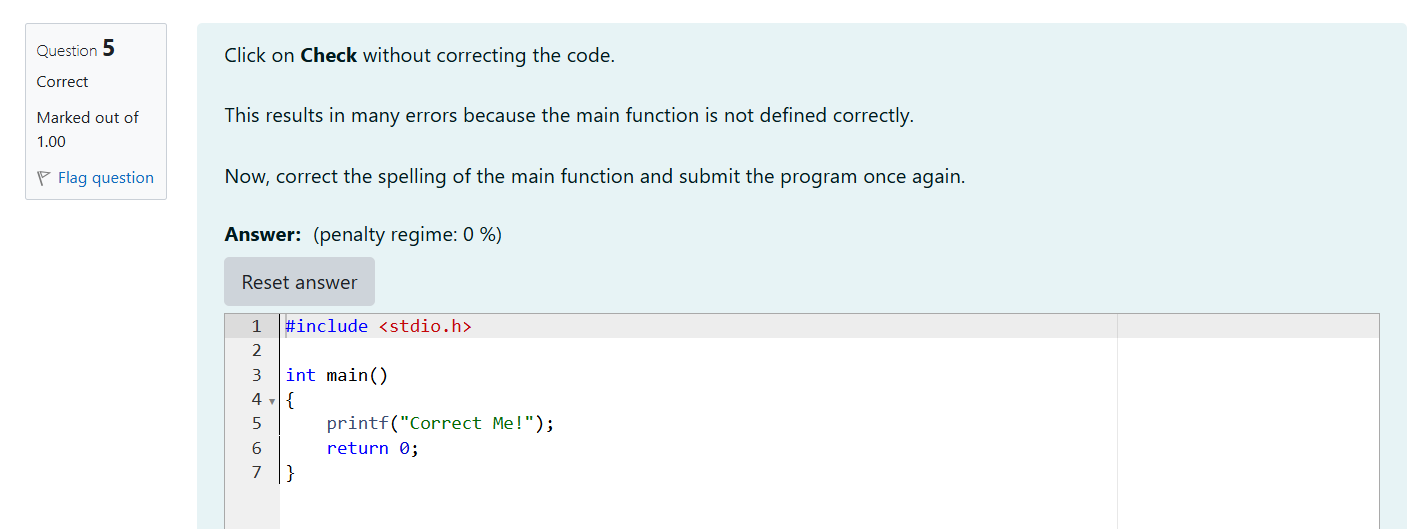 Question 5
Correct
Marked out of
1.00
Flag question
Click on Check without correcting the code.
This results in many errors because the main function is not defined correctly.
Now, correct the spelling of the main function and submit the program once again.
Answer: (penalty regime: 0 %)
Reset answer
1 #include <stdio.h>
2
3 int main()
4 {
5     printf("Correct Me!");
6     return 0;
7 }